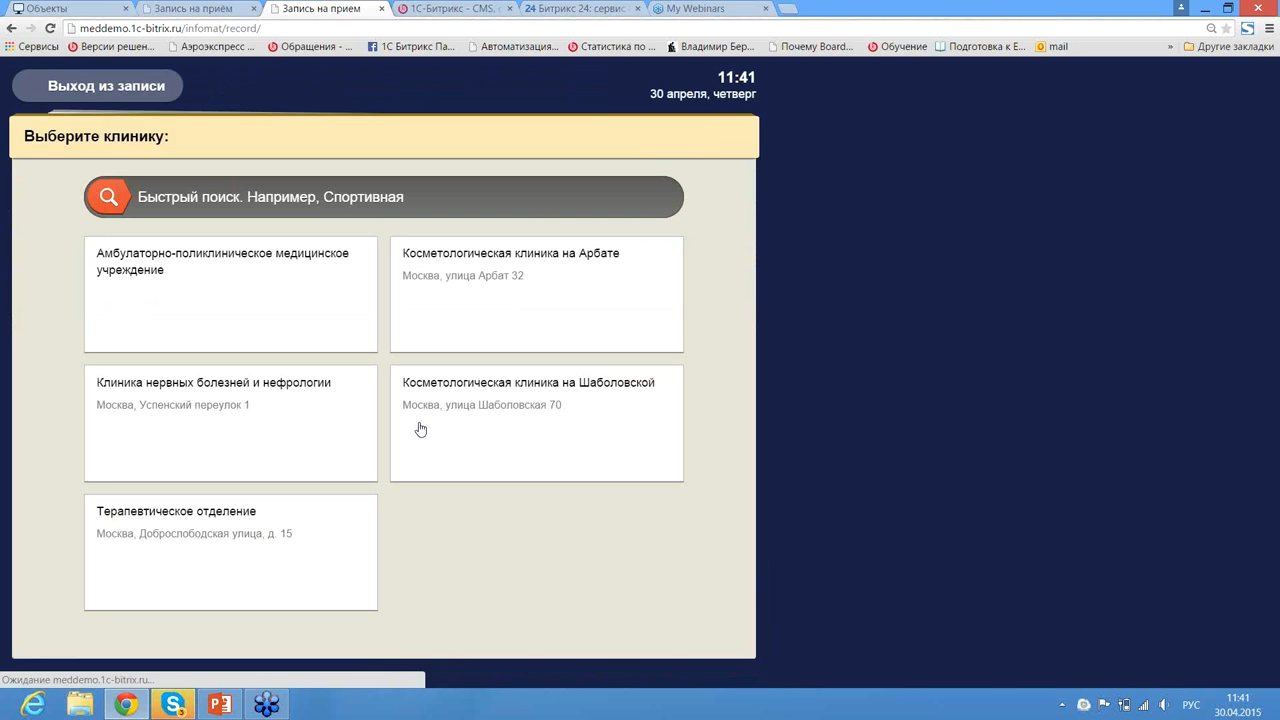 Объекты
Запись на приём
Запись на прием
1С-Битрикс - CMS,
Битрикс 24: сервис
My Webinars
meddemo.1c-bitrix.ru/infomat/record/
Сервисы
Версии решен...
Аэроэкспресс ...
Обращения - ...
1С Битрикс Па...
Автоматизация...
Статистика по ...
Владимир Бер...
Почему Board...
Обучение
Подготовка к Е...
mail
»
Другие закладки
Выход из записи
11:41
30 апреля, четверг
Выберите клинику:
Быстрый поиск. Например, Спортивная
Амбулаторно-поликлиническое медицинское
учреждение
Косметологическая клиника на Арбате
Москва, улица Арбат 32
Клиника нервных болезней и нефрологии
Москва, Успенский переулок 1
Косметологическая клиника на Шаболовской
Москва, улица Шаболовская 70
Терапевтическое отделение
Москва, Доброслободская улица, д. 15
Ожидание meddemo.1c-bitrix.ru...
РУС
11:41
30.04.2015